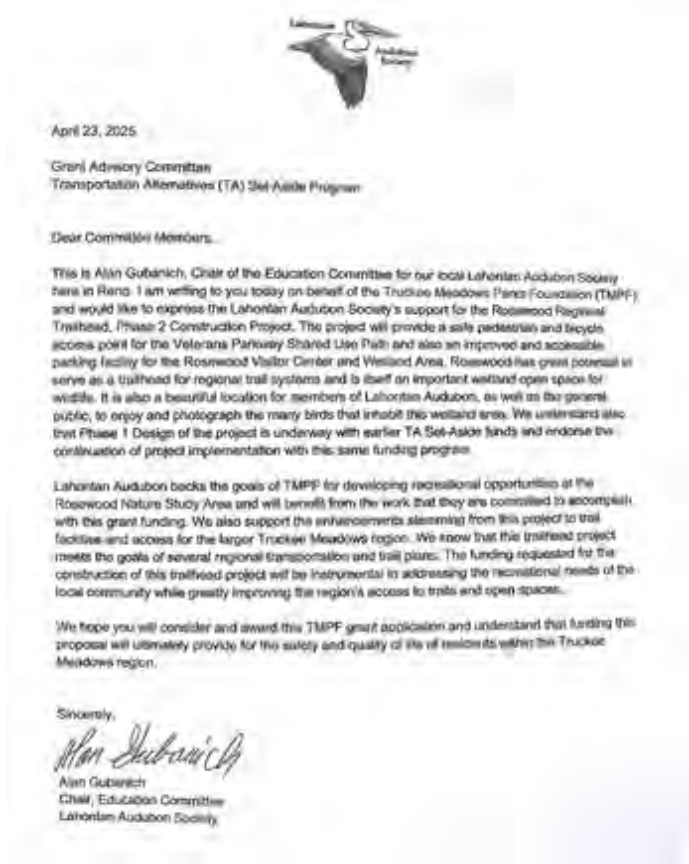 Lahontan
Audubon
Society
April 23, 2025
Grant Advisory Committee
Transportation Alternatives (TA) Set-Aside Program
Dear Committee Members,
This is Alan Gubanich, Chair of the Education Committee for our local Lahontan Audubon Society
here in Reno. I am writing to you today on behalf of the Truckee Meadows Parks Foundation (TMPF)
and would like to express the Lahontan Audubon Society's support for the Rosewood Regional
Trailhead, Phase 2 Construction Project. The project will provide a safe pedestrian and bicycle
access point for the Veterans Parkway Shared Use Path and also an improved and accessible
parking facility for the Rosewood Visitor Center and Wetland Area. Rosewood has great potential to
serve as a trailhead for regional trail systems and is itself an important wetland open space for
wildlife. It is also a beautiful location for members of Lahontan Audubon, as well as the general
public, to enjoy and photograph the many birds that inhabit this wetland area. We understand also
that Phase 1 Design of the project is underway with earlier TA Set-Aside funds and endorse the
continuation of project implementation with this same funding program.
Lahontan Audubon backs the goals of TMPF for developing recreational opportunities at the
Rosewood Nature Study Area and will benefit from the work that they are committed to accomplish
with this grant funding. We also support the enhancements stemming from this project to trail
facilities and access for the larger Truckee Meadows region. We know that this trailhead project
meets the goals of several regional transportation and trail plans. The funding requested for the
construction of this trailhead project will be instrumental in addressing the recreational needs of the
local community while greatly improving the region's access to trails and open spaces.
We hope you will consider and award this TMPF grant application and understand that funding this
proposal will ultimately provide for the safety and quality of life of residents within the Truckee
Meadows region.
Sincerely,
Alan Gubanich
Alan Gubanich
Chair, Education Committee
Lahontan Audubon Society